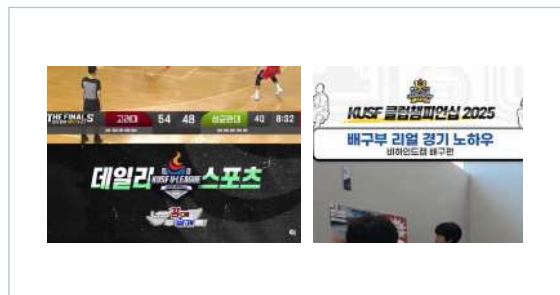 THE FINALS
고려대 54 48 성균관대 4Q 8:32
데일리 KUSF U-LEAGUE 스포츠
KUSF 클럽챔피언십 2025
배구부 리얼 경기 노하우
비하인드캠 배구편